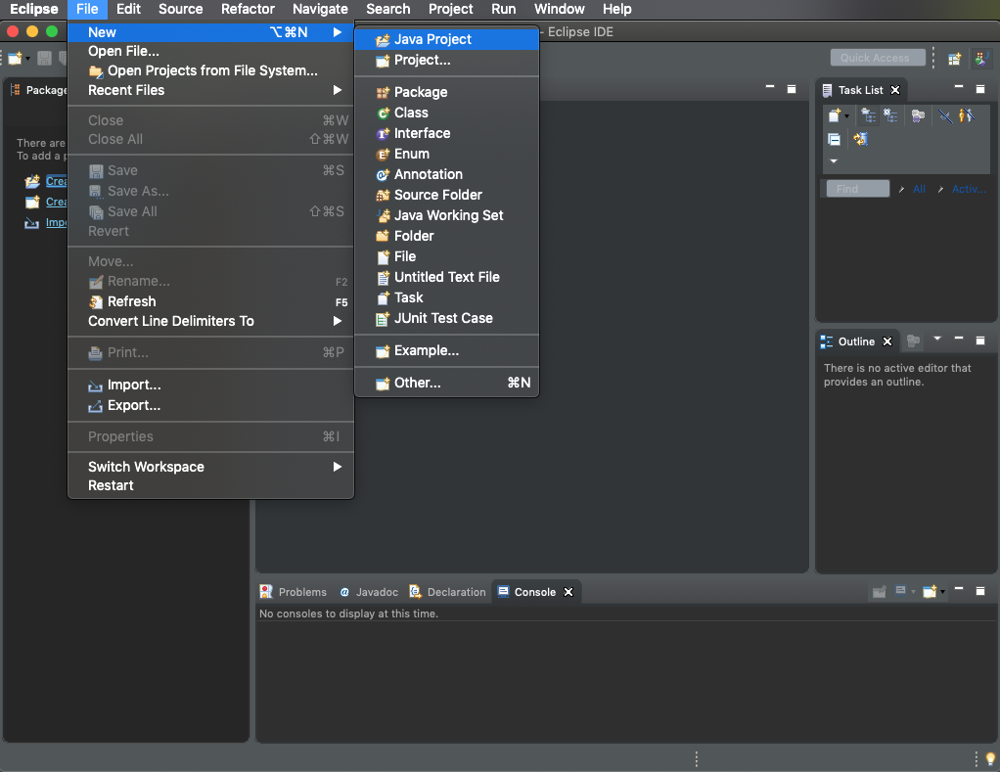 Eclipse File Edit Source Refactor Navigate Search Project Run Window Help
- Eclipse IDE
New ⌥⌘N ▶
Open File...
Open Projects from File System...
Recent Files ▶
Close ⌘W
Close All ⇧⌘W
Save ⌘S
Save As...
Save All ⇧⌘S
Revert
Move...
Rename... F2
Refresh F5
Convert Line Delimiters To ▶
Print... ⌘P
Import...
Export...
Properties ⌘I
Switch Workspace ▶
Restart
Java Project
Project...
Package
Class
Interface
Enum
Annotation
Source Folder
Java Working Set
Folder
File
Untitled Text File
Task
JUnit Test Case
Example...
Other... ⌘N
Package
There are
To add a p
Crea
Crea
Impo
Quick Access
Task List
Find All Activ...
Outline
There is no active editor that
provides an outline.
Problems Javadoc Declaration Console
No consoles to display at this time.